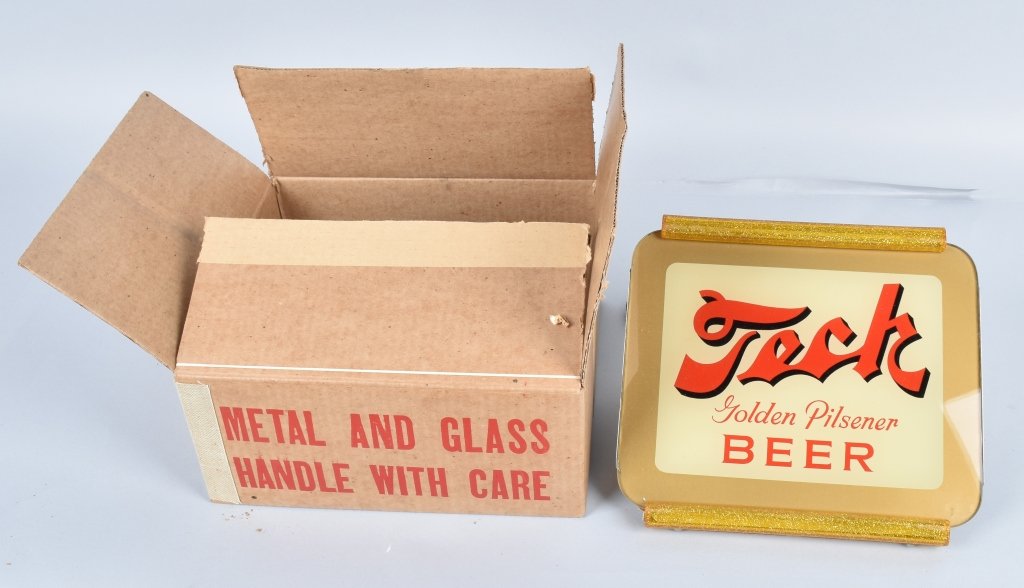 METAL AND GLASS
HANDLE WITH CARE
Tech
Golden Pilsener
BEER